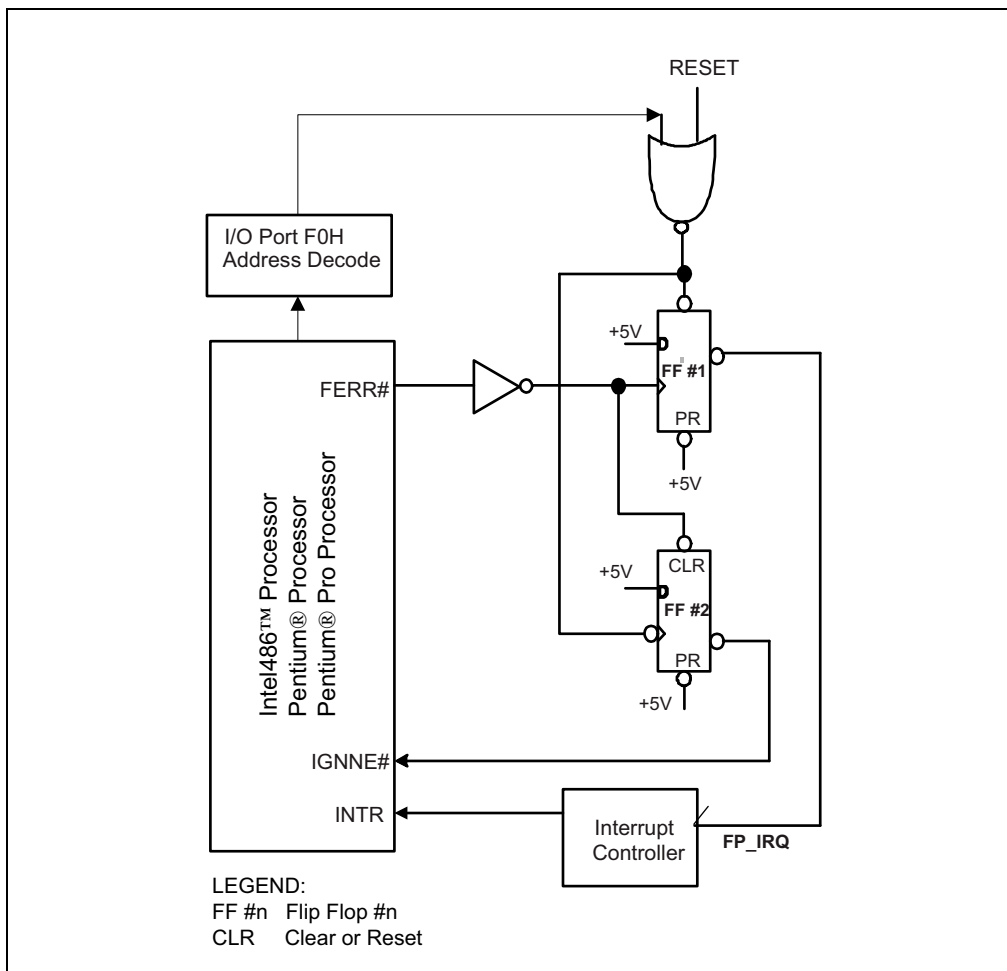 RESET
I/O Port F0H
Address Decode
+5V
FF #1
PR
+5V
FERR#
Intel486™ Processor
Pentium® Processor
Pentium® Pro Processor
CLR
+5V
FF #2
PR
+5V
IGNNE#
INTR
Interrupt
Controller
FP_IRQ
LEGEND:
FF #n Flip Flop #n
CLR Clear or Reset